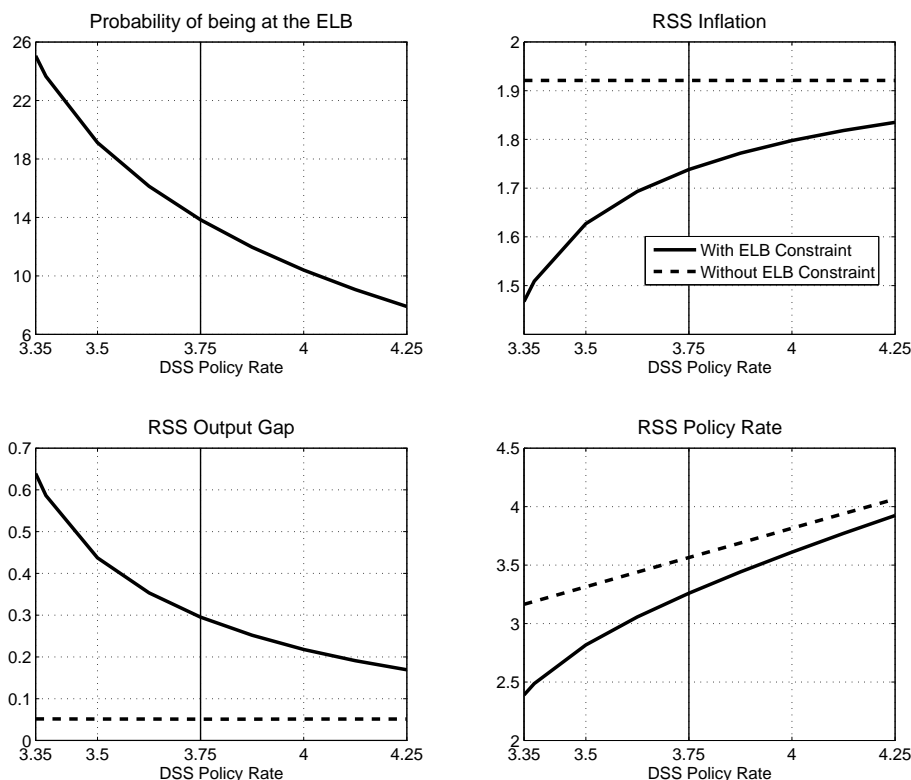 Probability of being at the ELB
26
22
18
14
10
6
3.35 3.5 3.75 4 4.25
DSS Policy Rate
RSS Inflation
2
1.9
1.8
1.7
1.6
1.5
With ELB Constraint
Without ELB Constraint
3.35 3.5 3.75 4 4.25
DSS Policy Rate
RSS Output Gap
0.7
0.6
0.5
0.4
0.3
0.2
0.1
0
3.35 3.5 3.75 4 4.25
DSS Policy Rate
RSS Policy Rate
4.5
4
3.5
3
2.5
2
3.35 3.5 3.75 4 4.25
DSS Policy Rate